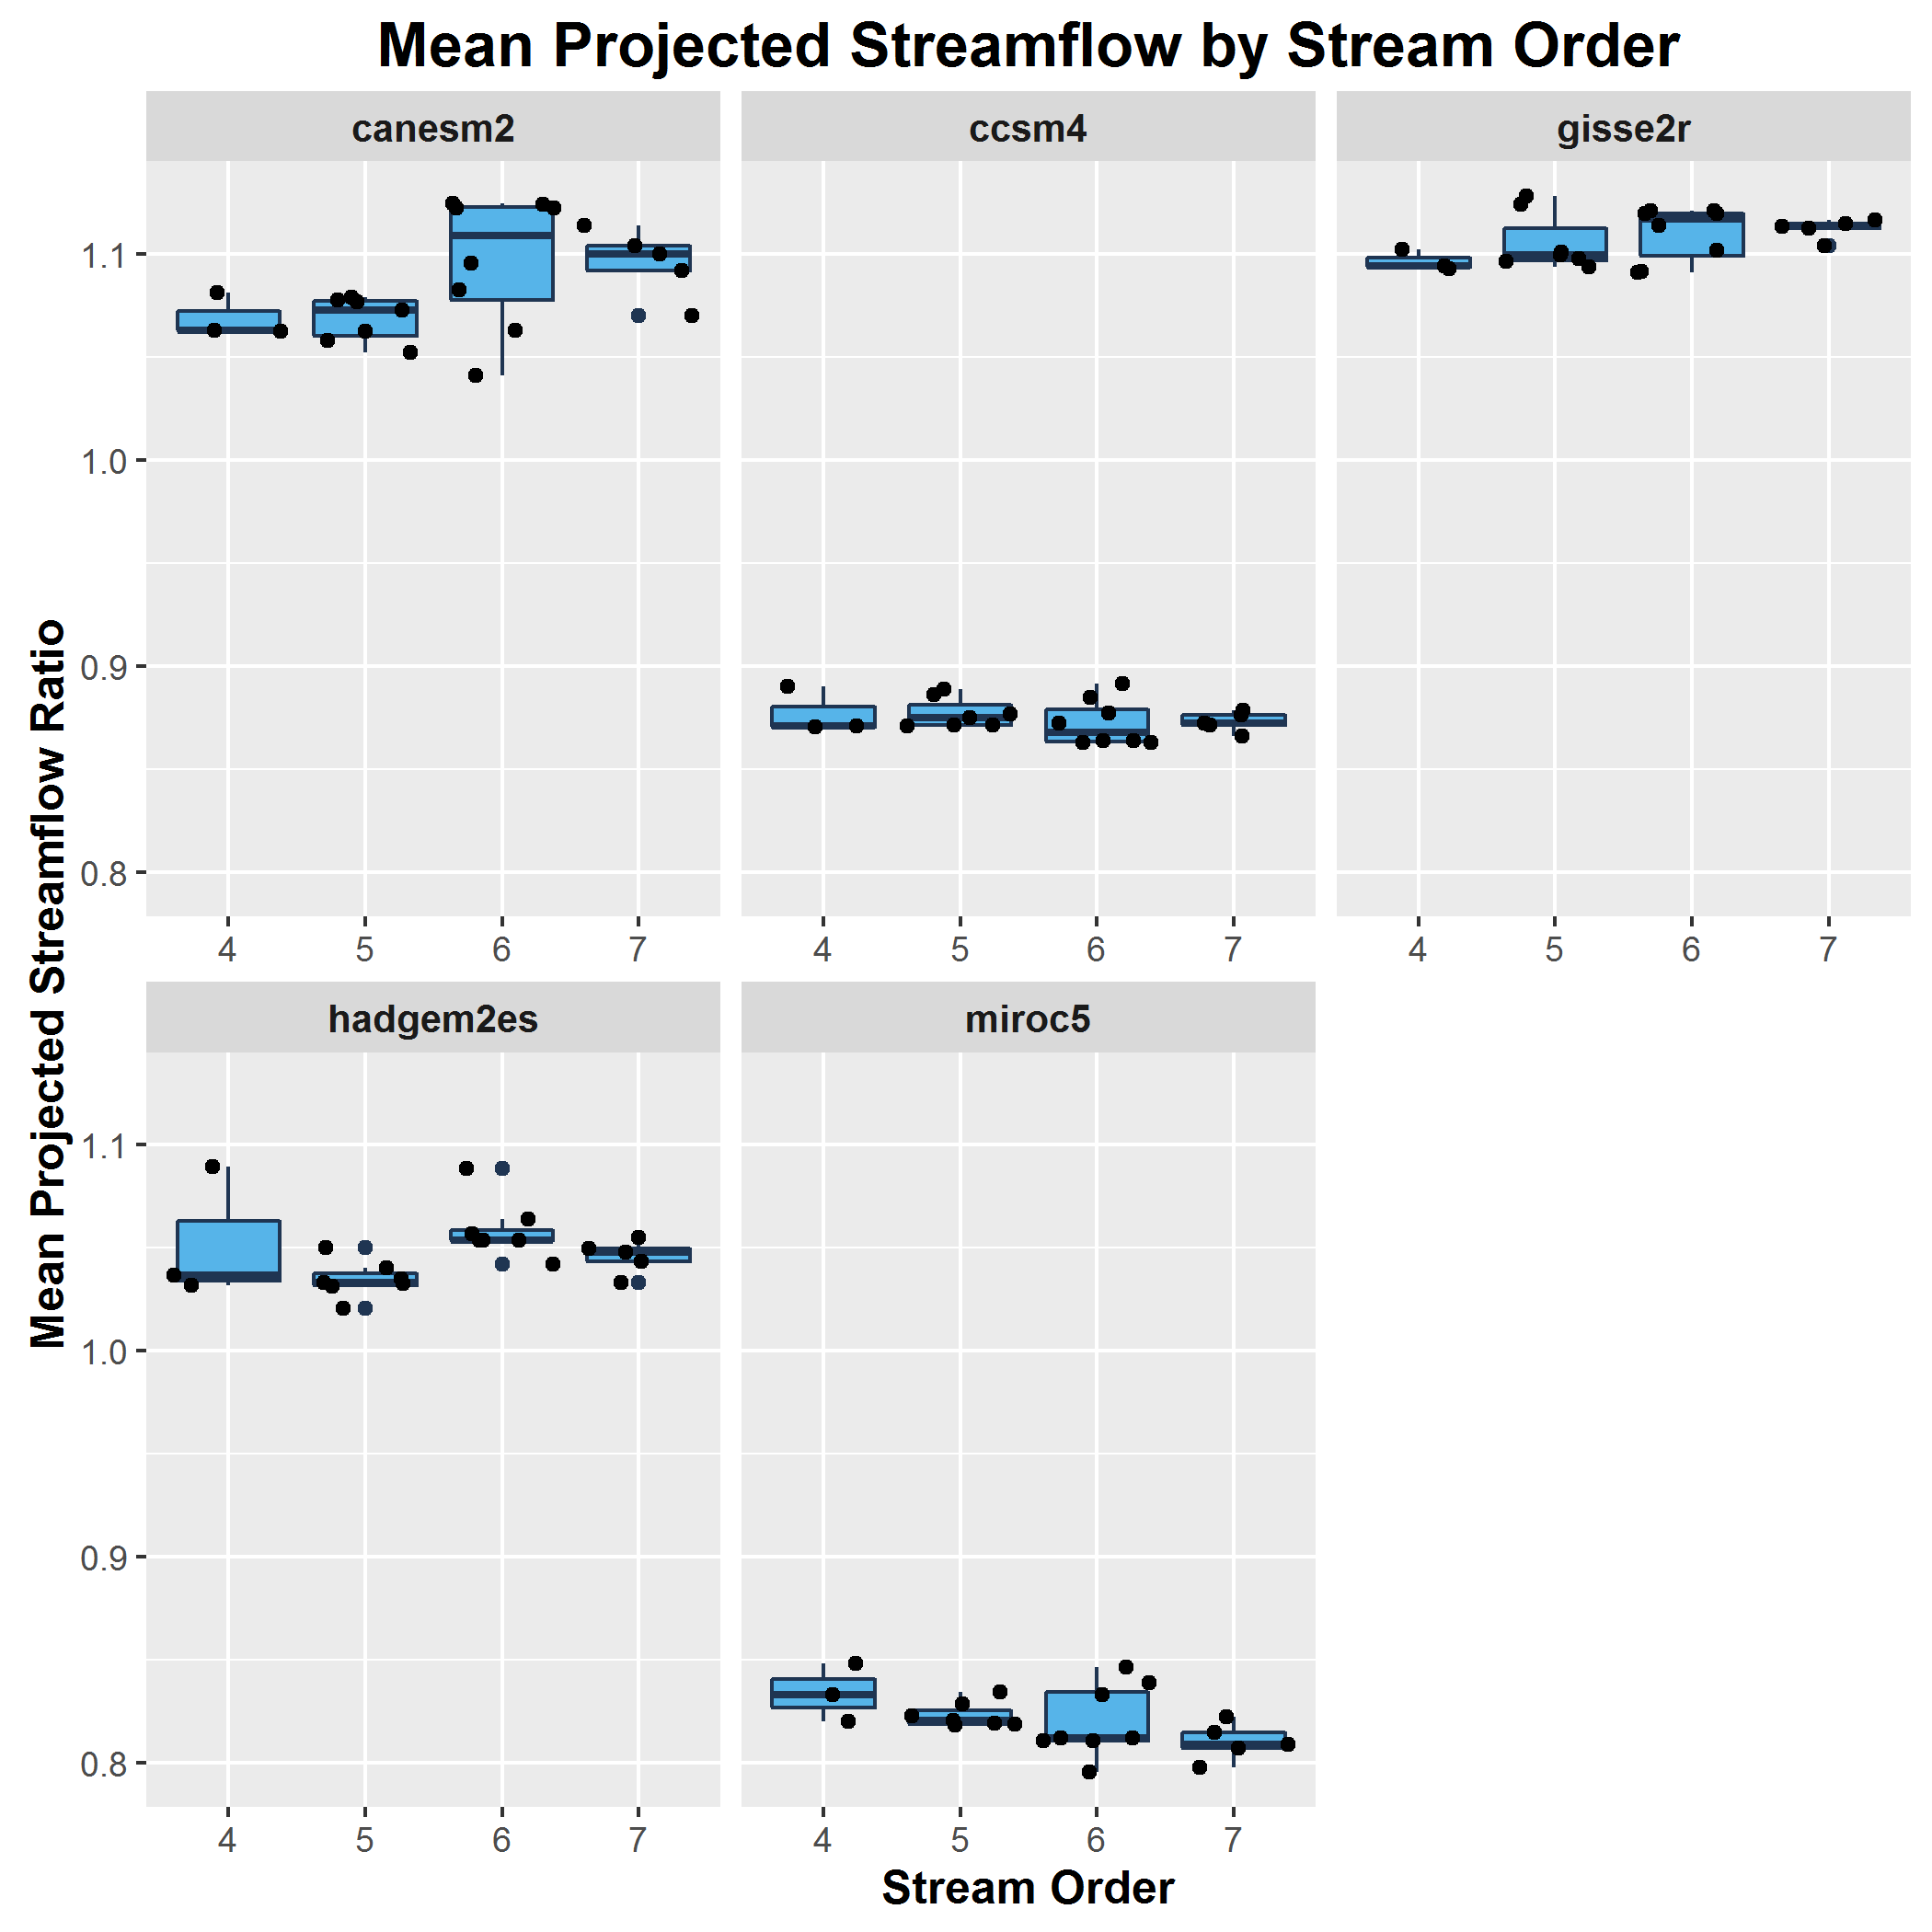 Mean Projected Streamflow by Stream Order
canesm2 ccsm4 gisse2r
1.1
1.0
0.9
0.8
4 5 6 7 4 5 6 7 4 5 6 7
Mean Projected Streamflow Ratio
hadgem2es miroc5
1.1
1.0
0.9
0.8
4 5 6 7 4 5 6 7
Stream Order